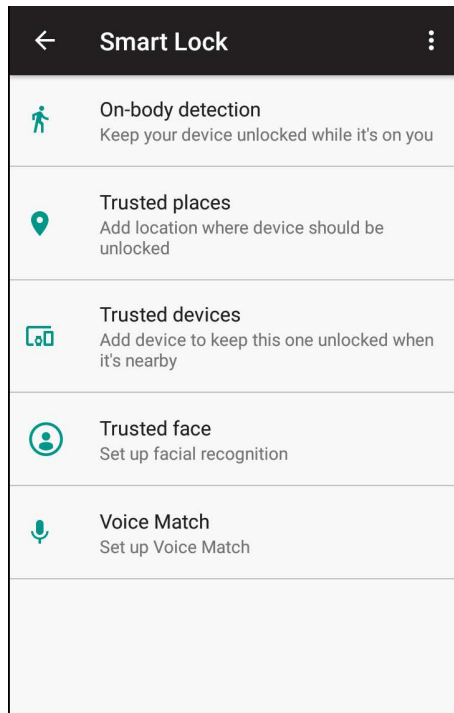 Smart Lock
On-body detection
Keep your device unlocked while it's on you
Trusted places
Add location where device should be
unlocked
Trusted devices
Add device to keep this one unlocked when
it's nearby
Trusted face
Set up facial recognition
Voice Match
Set up Voice Match